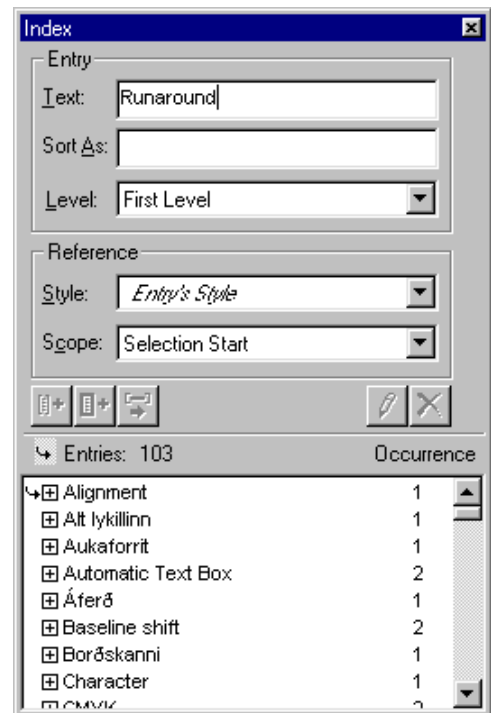 Index
Entry
Text: Runaround
Sort As:
Level: First Level
Reference
Style: Entry's Style
Scope: Selection Start
Entries: 103 Occurrence
Alignment 1
Alt lykillinn 1
Aukaforrit 1
Automatic Text Box 2
Áferð 1
Baseline shift 2
Borðskanni 1
Character 1
CMYK 2